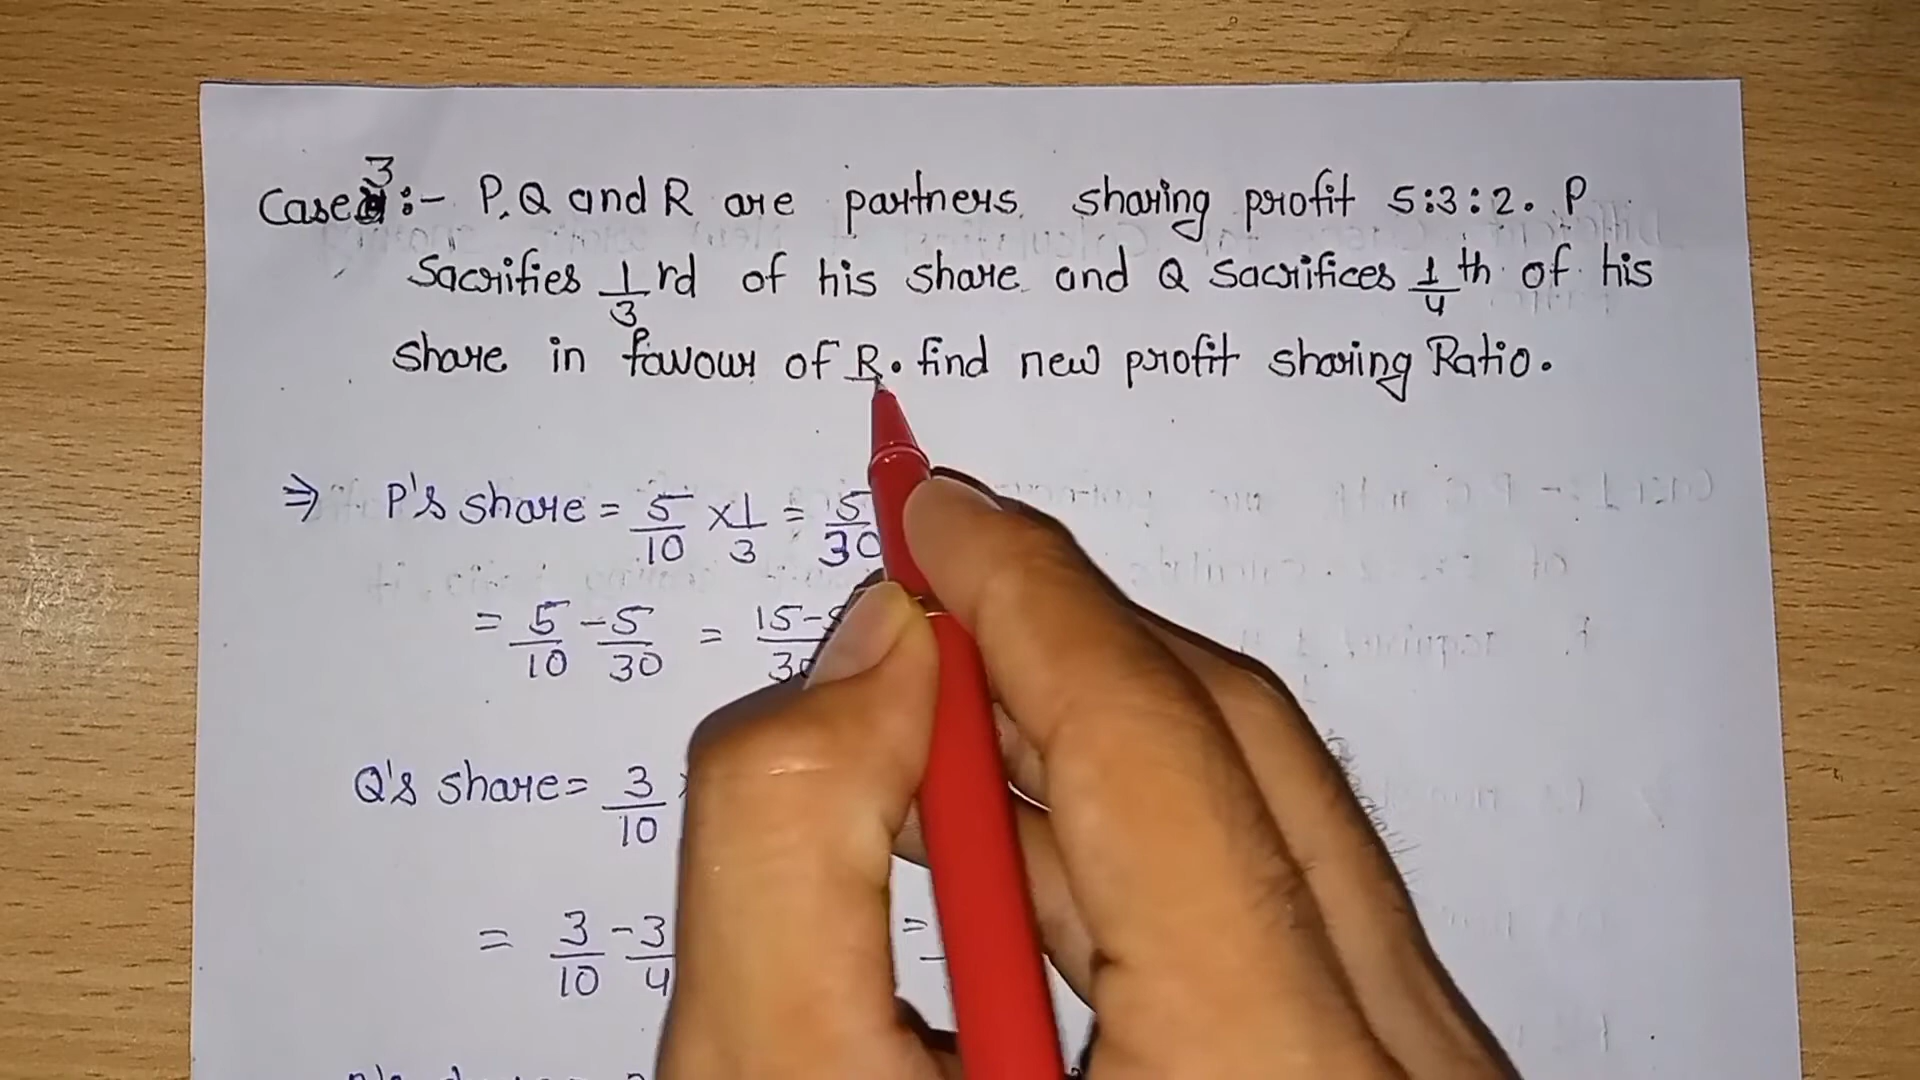 Case 3 :- P, Q and R are partners sharing profit 5:3:2. P
Sacrifies 1/3 rd of his share and Q Sacrifices 1/4 th of his
share in favour of R. find new profit sharing Ratio.
⇒ P's share = 5/10 × 1/3 = 5/30
= 5/10 - 5/30 = 15-5/30
Q's share = 3/10
= 3/10 - 3/4 =